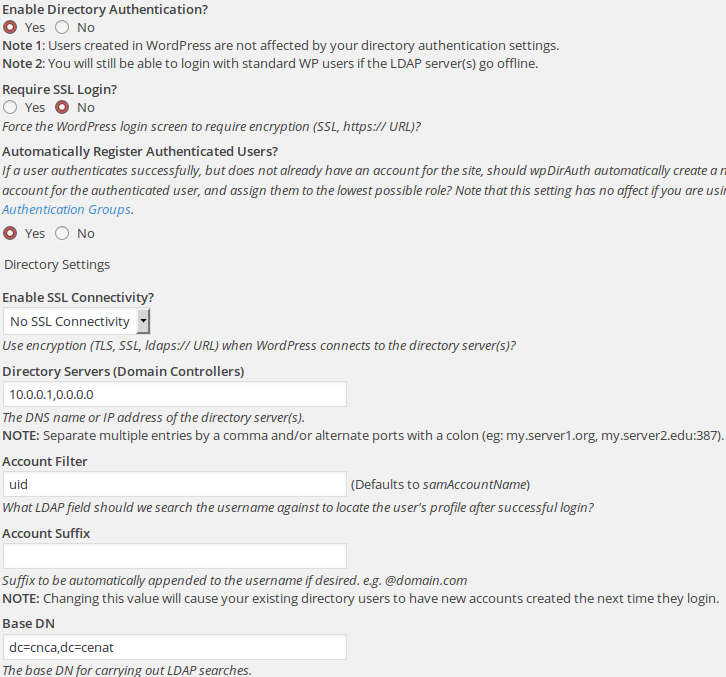 Enable Directory Authentication?
Yes No
Note 1: Users created in WordPress are not affected by your directory authentication settings.
Note 2: You will still be able to login with standard WP users if the LDAP server(s) go offline.
Require SSL Login?
Yes No
Force the WordPress login screen to require encryption (SSL, https:// URL)?
Automatically Register Authenticated Users?
If a user authenticates successfully, but does not already have an account for the site, should wpDirAuth automatically create a
account for the authenticated user, and assign them to the lowest possible role? Note that this setting has no affect if you are
Authentication Groups.
Yes No
Directory Settings
Enable SSL Connectivity?
No SSL Connectivity
Use encryption (TLS, SSL, ldaps:// URL) when WordPress connects to the directory server(s)?
Directory Servers (Domain Controllers)
10.0.0.1,0.0.0.0
The DNS name or IP address of the directory server(s).
NOTE: Separate multiple entries by a comma and/or alternate ports with a colon (eg: my.server1.org, my.server2.edu:387).
Account Filter
uid (Defaults to samAccountName)
What LDAP field should we search the username against to locate the user's profile after successful login?
Account Suffix
Suffix to be automatically appended to the username if desired. e.g. @domain.com
NOTE: Changing this value will cause your existing directory users to have new accounts created the next time they login.
Base DN
dc=cnca,dc=cenat
The base DN for carrying out LDAP searches.